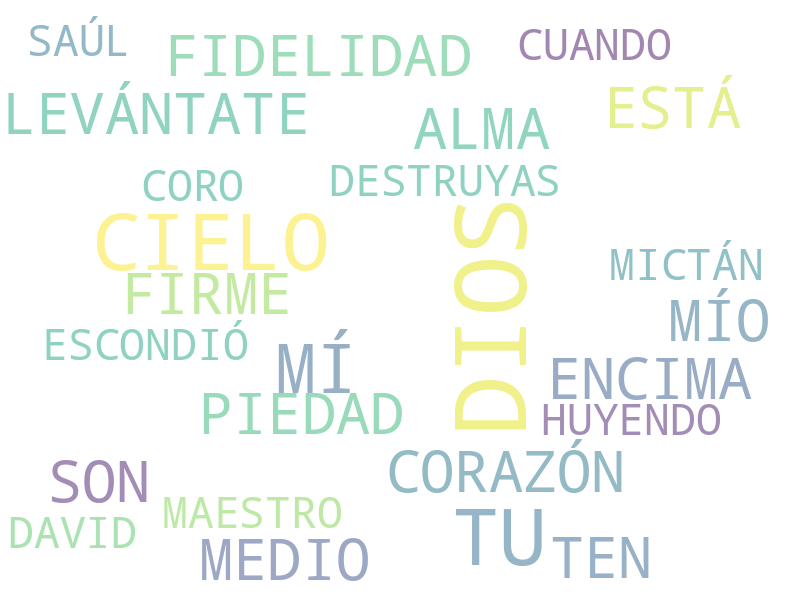 SAÚL FIDELIDAD CUANDO
LEVÁNTATE ALMA ESTÁ
CORO DESTRUYAS
CIELO DIOS MICTÁN
FIRME MÍO
ESCONDIÓ MÍ ENCIMA
PIEDAD HUYENDO
SON CORAZÓN
DAVID MAESTRO TU
MEDIO TEN